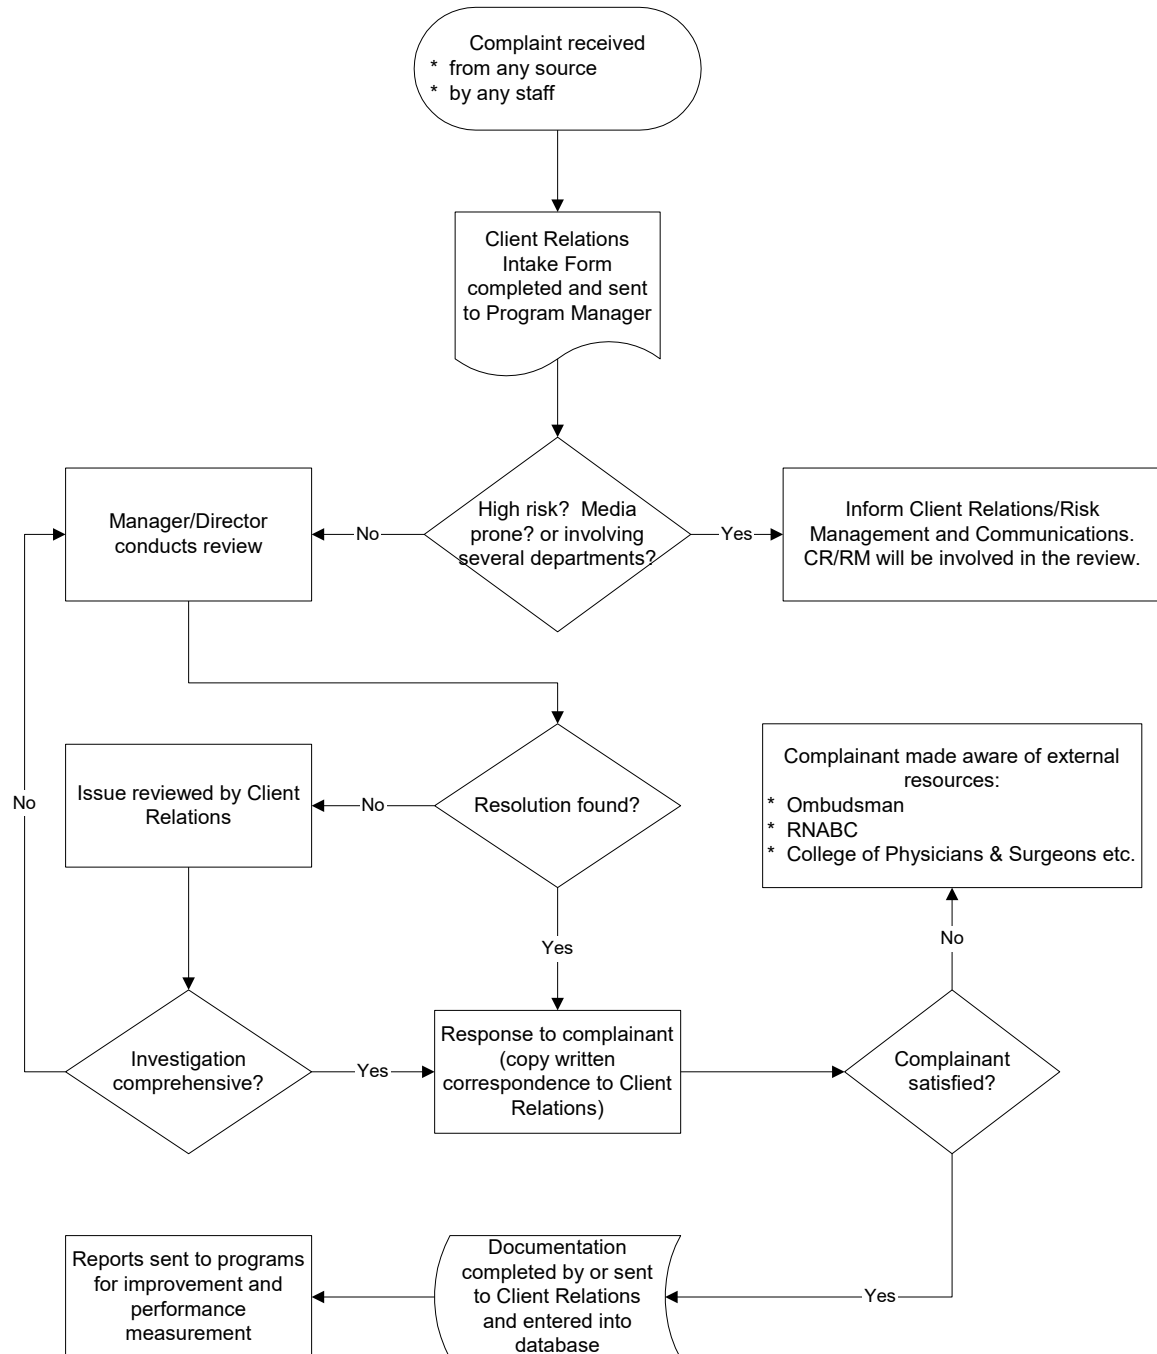 Complaint received
* from any source
* by any staff
Client Relations
Intake Form
completed and sent
to Program Manager
High risk? Media
prone? or involving
several departments?
No
Yes
Manager/Director
conducts review
Inform Client Relations/Risk
Management and Communications.
CR/RM will be involved in the review.
Resolution found?
No
Issue reviewed by Client
Relations
Yes
Complainant made aware of external
resources:
* Ombudsman
* RNABC
* College of Physicians & Surgeons etc.
No
No
Investigation
comprehensive?
Yes
Response to complainant
(copy written
correspondence to Client
Relations)
Complainant
satisfied?
Yes
Documentation
completed by or sent
to Client Relations
and entered into
database
Reports sent to programs
for improvement and
performance
measurement